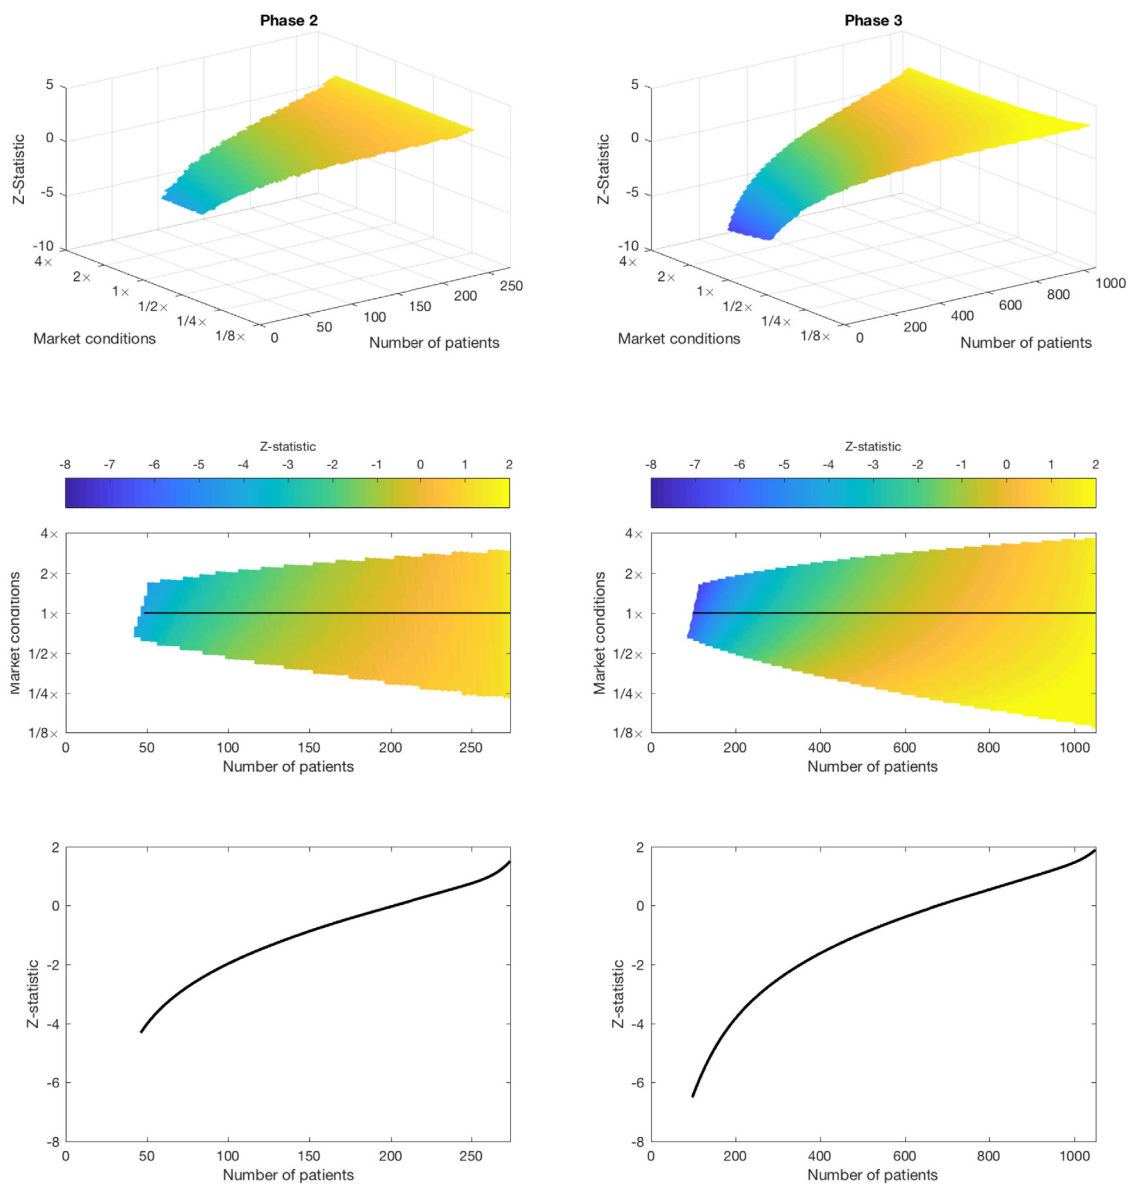 Phase 2
Phase 3
5
0
-5
-10
Z-Statistic
4×
2×
1×
1/2×
1/4×
1/8×
Market conditions
0
50
100
150
200
250
Number of patients
5
0
-5
-10
Z-Statistic
4×
2×
1×
1/2×
1/4×
1/8×
Market conditions
0
200
400
600
800
1000
Number of patients
Z-statistic
-8 -7 -6 -5 -4 -3 -2 -1 0 1 2
4×
2×
1×
1/2×
1/4×
1/8×
Market conditions
0 50 100 150 200 250
Number of patients
Z-statistic
-8 -7 -6 -5 -4 -3 -2 -1 0 1 2
4×
2×
1×
1/2×
1/4×
1/8×
Market conditions
0 200 400 600 800 1000
Number of patients
2
0
-2
-4
-6
-8
Z-statistic
0 50 100 150 200 250
Number of patients
2
0
-2
-4
-6
-8
Z-statistic
0 200 400 600 800 1000
Number of patients